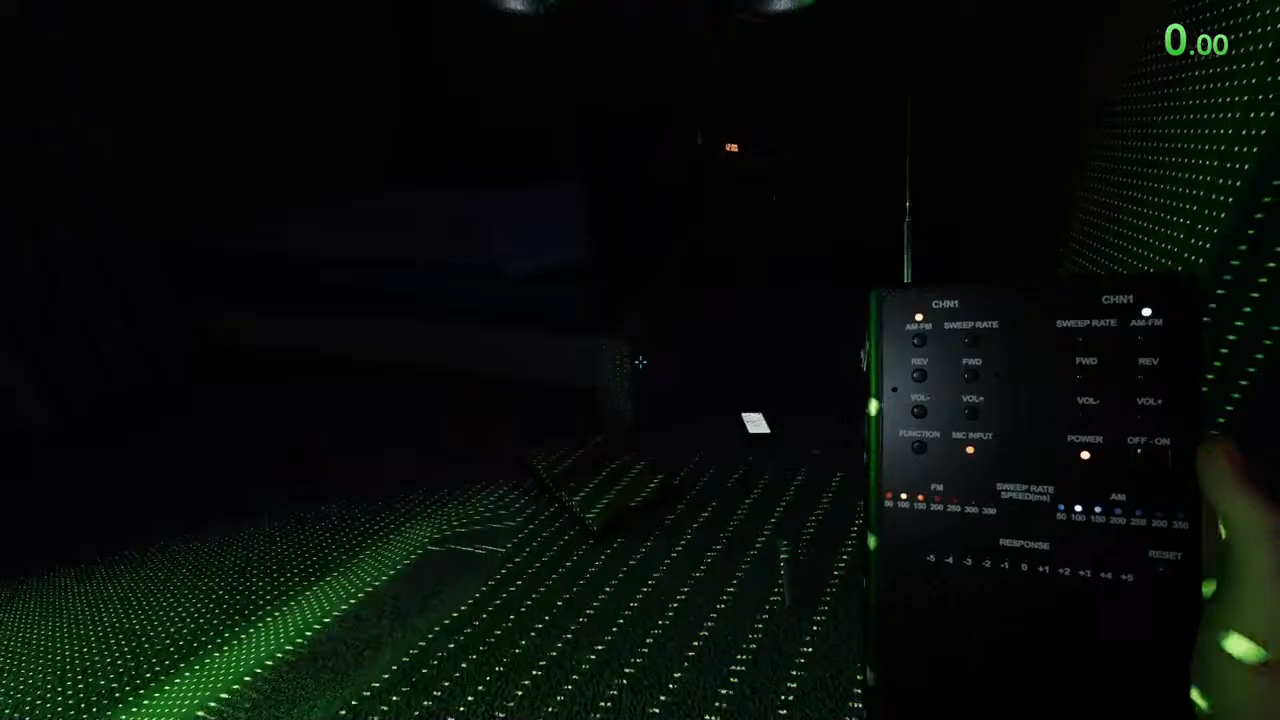 0.00
12:00
CHN1 CHN1
AM-FM SWEEP RATE SWEEP RATE AM-FM
REV FWD FWD REV
VOL- VOL+ VOL- VOL+
FUNCTION MIC INPUT POWER OFF - ON
FM SWEEP RATE SPEED(ms) AM
50 100 150 200 250 300 350 50 100 150 200 250 300 350
RESPONSE
-5 -4 -3 -2 -1 0 +1 +2 +3 +4 +5
RESET